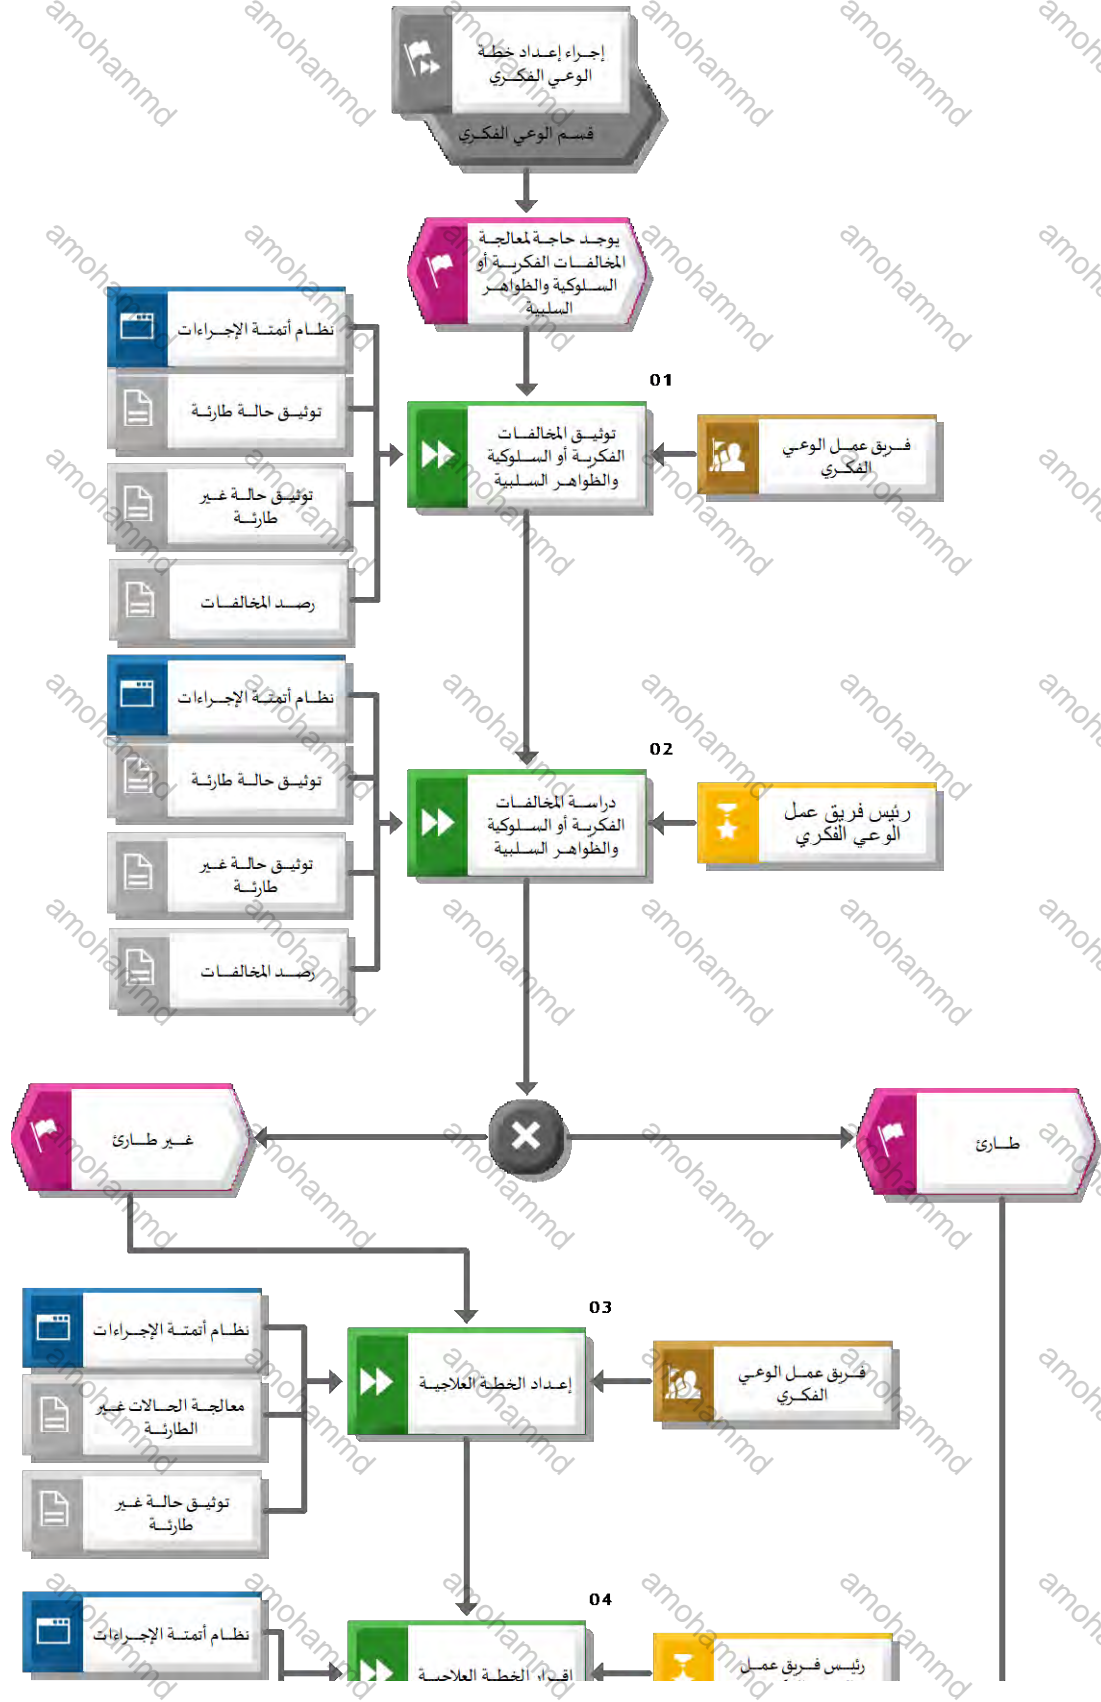 إجراء إعداد خطة
الوعي الفكري
قسم الوعي الفكري
يوجد حاجة لمعالجة
المخالفات الفكرية أو
السلوكية والظواهر
السلبية
01
نظام أتمتة الإجراءات
توثيق حالة طارئة
توثيق حالة غير
طارئة
رصد المخالفات
توثيق المخالفات
الفكرية أو السلوكية
والظواهر السلبية
فريق عمل الوعي
الفكري
02
نظام أتمتة الإجراءات
توثيق حالة طارئة
توثيق حالة غير
طارئة
رصد المخالفات
دراسة المخالفات
الفكرية أو السلوكية
والظواهر السلبية
رئيس فريق عمل
الوعي الفكري
طارئ
غير طارئ
03
نظام أتمتة الإجراءات
معالجة الحالات غير
الطارئة
توثيق حالة غير
طارئة
إعداد الخطة العلاجية
فريق عمل الوعي
الفكري
04
نظام أتمتة الإجراءات
إقرار الخطة العلاجية
رئيس فريق عمل
amohammd